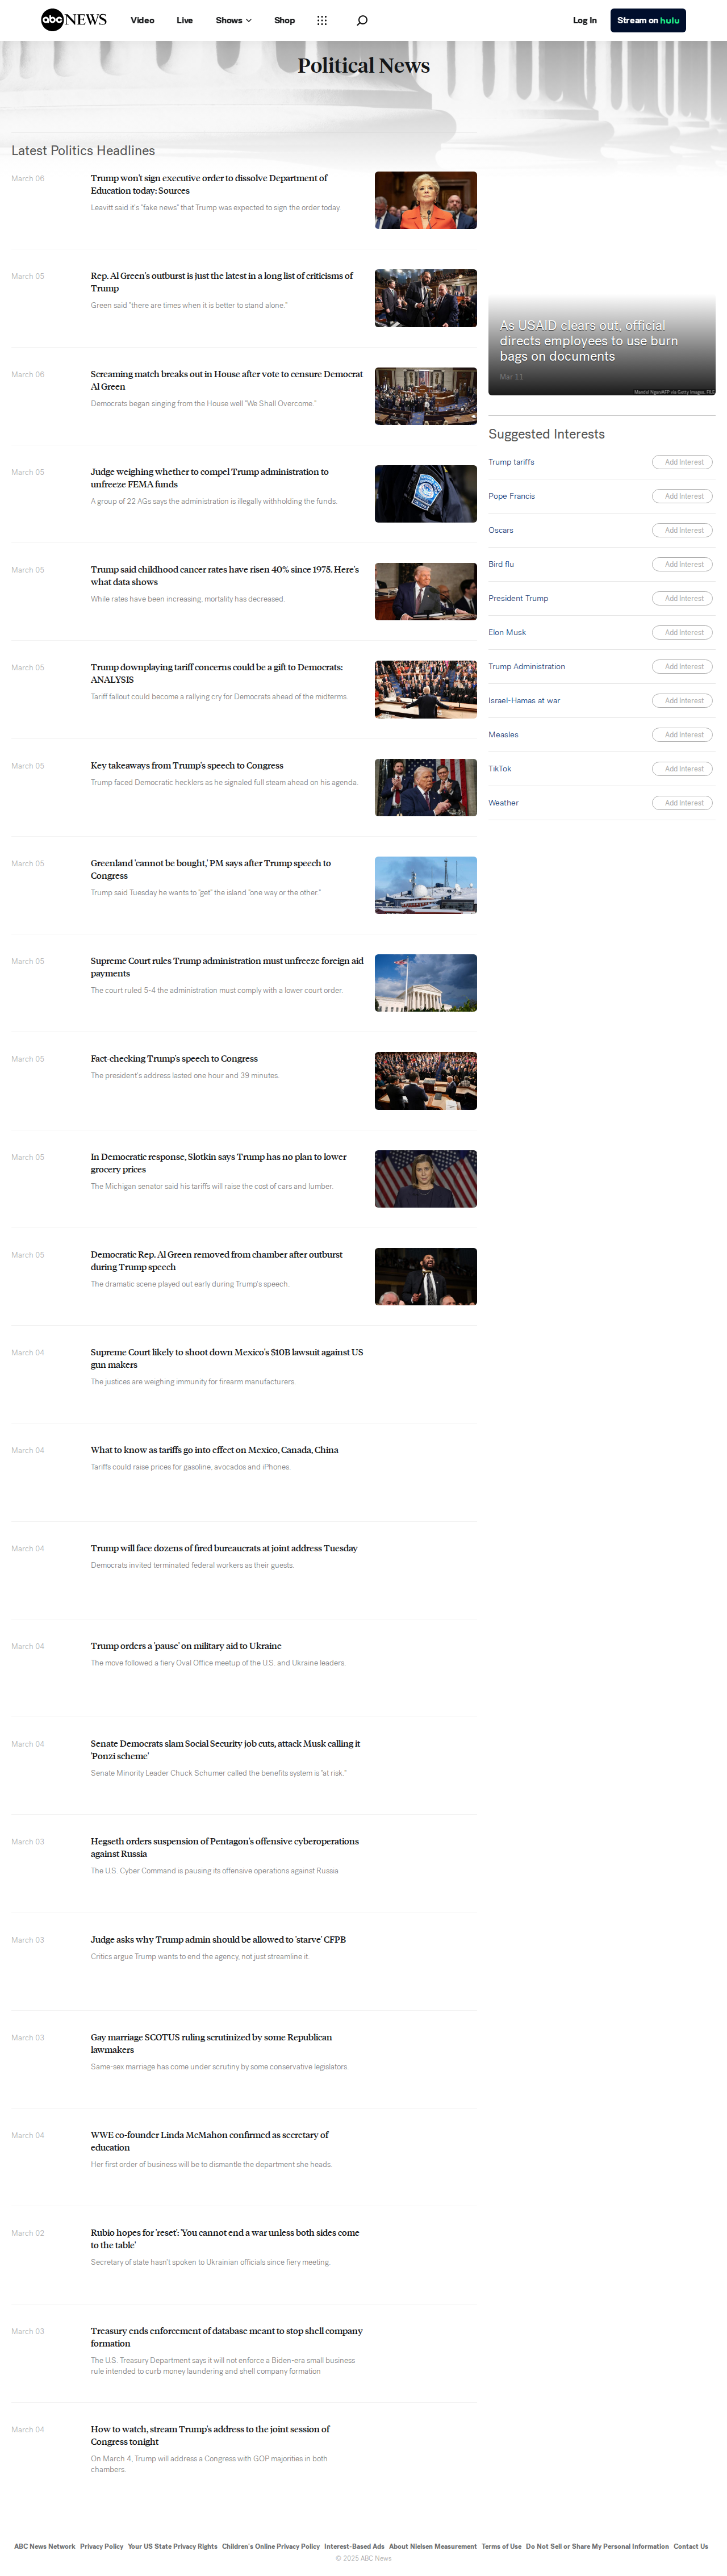 abc NEWS
Video
Live
Shows
Shop
Log In
Stream on hulu
Political News
Latest Politics Headlines
March 06
Trump won't sign executive order to dissolve Department of
Education today: Sources
Leavitt said it's "fake news" that Trump was expected to sign the order today.
March 05
Rep. Al Green's outburst is just the latest in a long list of criticisms of
Trump
Green said "there are times when it is better to stand alone."
March 06
Screaming match breaks out in House after vote to censure Democrat
Al Green
Democrats began singing from the House well "We Shall Overcome."
March 05
Judge weighing whether to compel Trump administration to
unfreeze FEMA funds
A group of 22 AGs says the administration is illegally withholding the funds.
March 05
Trump said childhood cancer rates have risen 40% since 1975. Here's
what data shows
While rates have been increasing, mortality has decreased.
March 05
Trump downplaying tariff concerns could be a gift to Democrats:
ANALYSIS
Tariff fallout could become a rallying cry for Democrats ahead of the midterms.
March 05
Key takeaways from Trump's speech to Congress
Trump faced Democratic hecklers as he signaled full steam ahead on his agenda.
March 05
Greenland 'cannot be bought,' PM says after Trump speech to
Congress
Trump said Tuesday he wants to "get" the island "one way or the other."
March 05
Supreme Court rules Trump administration must unfreeze foreign aid
payments
The court ruled 5-4 the administration must comply with a lower court order.
March 05
Fact-checking Trump's speech to Congress
The president's address lasted one hour and 39 minutes.
March 05
In Democratic response, Slotkin says Trump has no plan to lower
grocery prices
The Michigan senator said his tariffs will raise the cost of cars and lumber.
March 05
Democratic Rep. Al Green removed from chamber after outburst
during Trump speech
The dramatic scene played out early during Trump's speech.
March 04
Supreme Court likely to shoot down Mexico's $10B lawsuit against US
gun makers
The justices are weighing immunity for firearm manufacturers.
March 04
What to know as tariffs go into effect on Mexico, Canada, China
Tariffs could raise prices for gasoline, avocados and iPhones.
March 04
Trump will face dozens of fired bureaucrats at joint address Tuesday
Democrats invited terminated federal workers as their guests.
March 04
Trump orders a 'pause' on military aid to Ukraine
The move followed a fiery Oval Office meetup of the U.S. and Ukraine leaders.
March 04
Senate Democrats slam Social Security job cuts, attack Musk calling it
'Ponzi scheme'
Senate Minority Leader Chuck Schumer called the benefits system is "at risk."
March 03
Hegseth orders suspension of Pentagon's offensive cyberoperations
against Russia
The U.S. Cyber Command is pausing its offensive operations against Russia
March 03
Judge asks why Trump admin should be allowed to 'starve' CFPB
Critics argue Trump wants to end the agency, not just streamline it.
March 03
Gay marriage SCOTUS ruling scrutinized by some Republican
lawmakers
Same-sex marriage has come under scrutiny by some conservative legislators.
March 04
WWE co-founder Linda McMahon confirmed as secretary of
education
Her first order of business will be to dismantle the department she heads.
March 02
Rubio hopes for 'reset': 'You cannot end a war unless both sides come
to the table'
Secretary of state hasn't spoken to Ukrainian officials since fiery meeting.
March 03
Treasury ends enforcement of database meant to stop shell company
formation
The U.S. Treasury Department says it will not enforce a Biden-era small business
rule intended to curb money laundering and shell company formation
March 04
How to watch, stream Trump's address to the joint session of
Congress tonight
On March 4, Trump will address a Congress with GOP majorities in both
chambers.
As USAID clears out, official
directs employees to use burn
bags on documents
Mar 11
Mandel Ngan/AFP via Getty Images, FILE
Suggested Interests
Trump tariffs
Add Interest
Pope Francis
Add Interest
Oscars
Add Interest
Bird flu
Add Interest
President Trump
Add Interest
Elon Musk
Add Interest
Trump Administration
Add Interest
Israel-Hamas at war
Add Interest
Measles
Add Interest
TikTok
Add Interest
Weather
Add Interest
ABC News Network Privacy Policy Your US State Privacy Rights Children's Online Privacy Policy Interest-Based Ads About Nielsen Measurement Terms of Use Do Not Sell or Share My Personal Information Contact Us
© 2025 ABC News